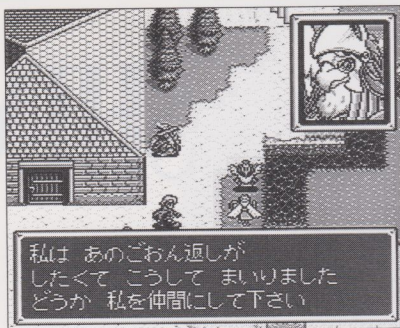 私は あのごおん返しが
したくて こうして まいりました
どうか 私を仲間にして下さい